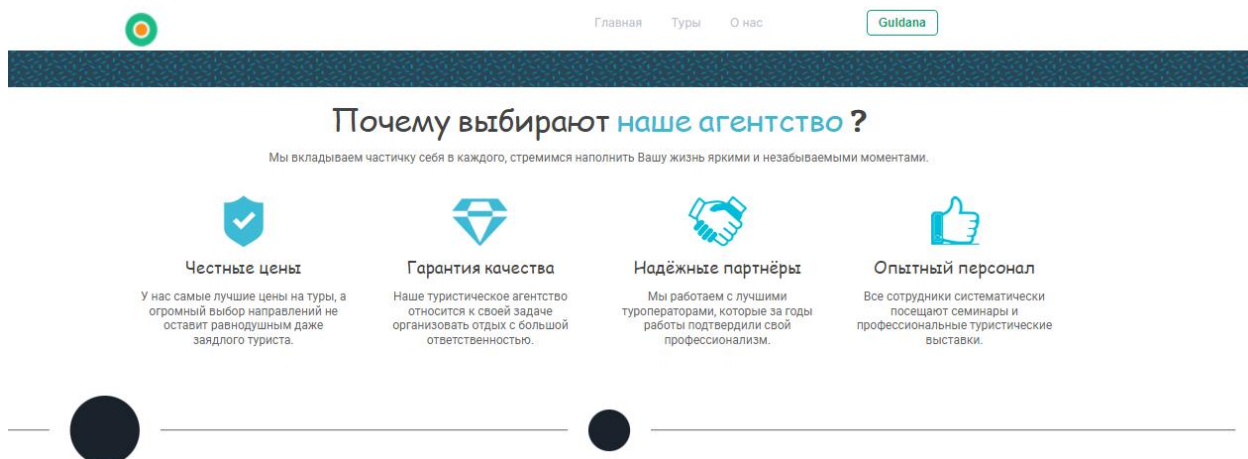 Главная Туры О нас Guldana
Почему выбирают наше агентство ?
Мы вкладываем частичку себя в каждого, стремимся наполнить Вашу жизнь яркими и незабываемыми моментами.
Честные цены
У нас самые лучшие цены на туры, а
огромный выбор направлений не
оставит равнодушным даже
заядлого туриста.
Гарантия качества
Наше туристическое агентство
относится к своей задаче
организовать отдых с большой
ответственностью.
Надёжные партнёры
Мы работаем с лучшими
туроператорами, которые за годы
работы подтвердили свой
профессионализм.
Опытный персонал
Все сотрудники систематически
посещают семинары и
профессиональные туристические
выставки.